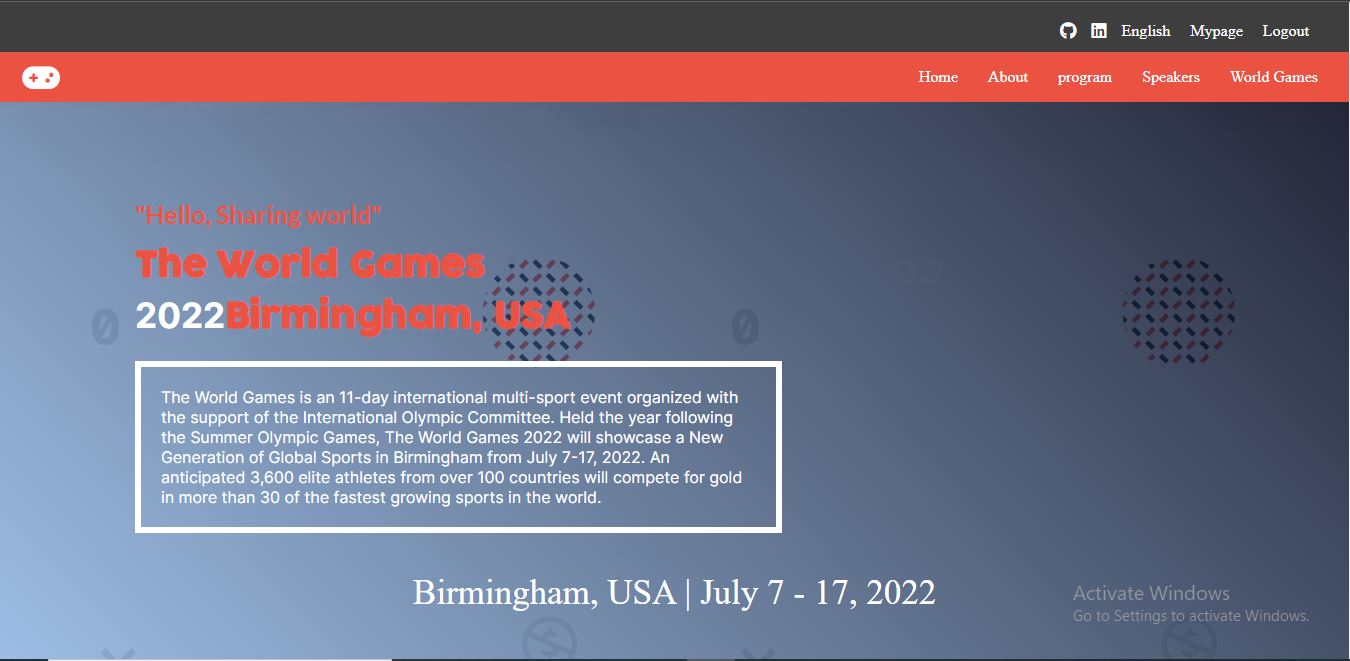 English Mypage Logout
Home About program Speakers World Games
"Hello, Sharing world"
The World Games
2022Birmingham, USA
The World Games is an 11-day international multi-sport event organized with
the support of the International Olympic Committee. Held the year following
the Summer Olympic Games, The World Games 2022 will showcase a New
Generation of Global Sports in Birmingham from July 7-17, 2022. An
anticipated 3,600 elite athletes from over 100 countries will compete for gold
in more than 30 of the fastest growing sports in the world.
Birmingham, USA | July 7 - 17, 2022
Activate Windows
Go to Settings to activate Windows.